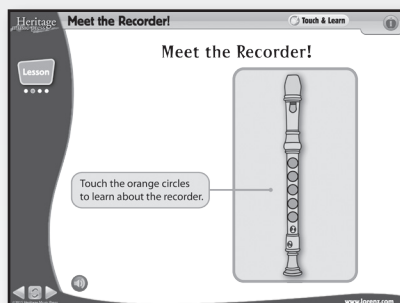 Heritage
Meet the Recorder!
Touch & Learn
i
Meet the Recorder!
Lesson
Touch the orange circles
to learn about the recorder.
www.lorenz.com